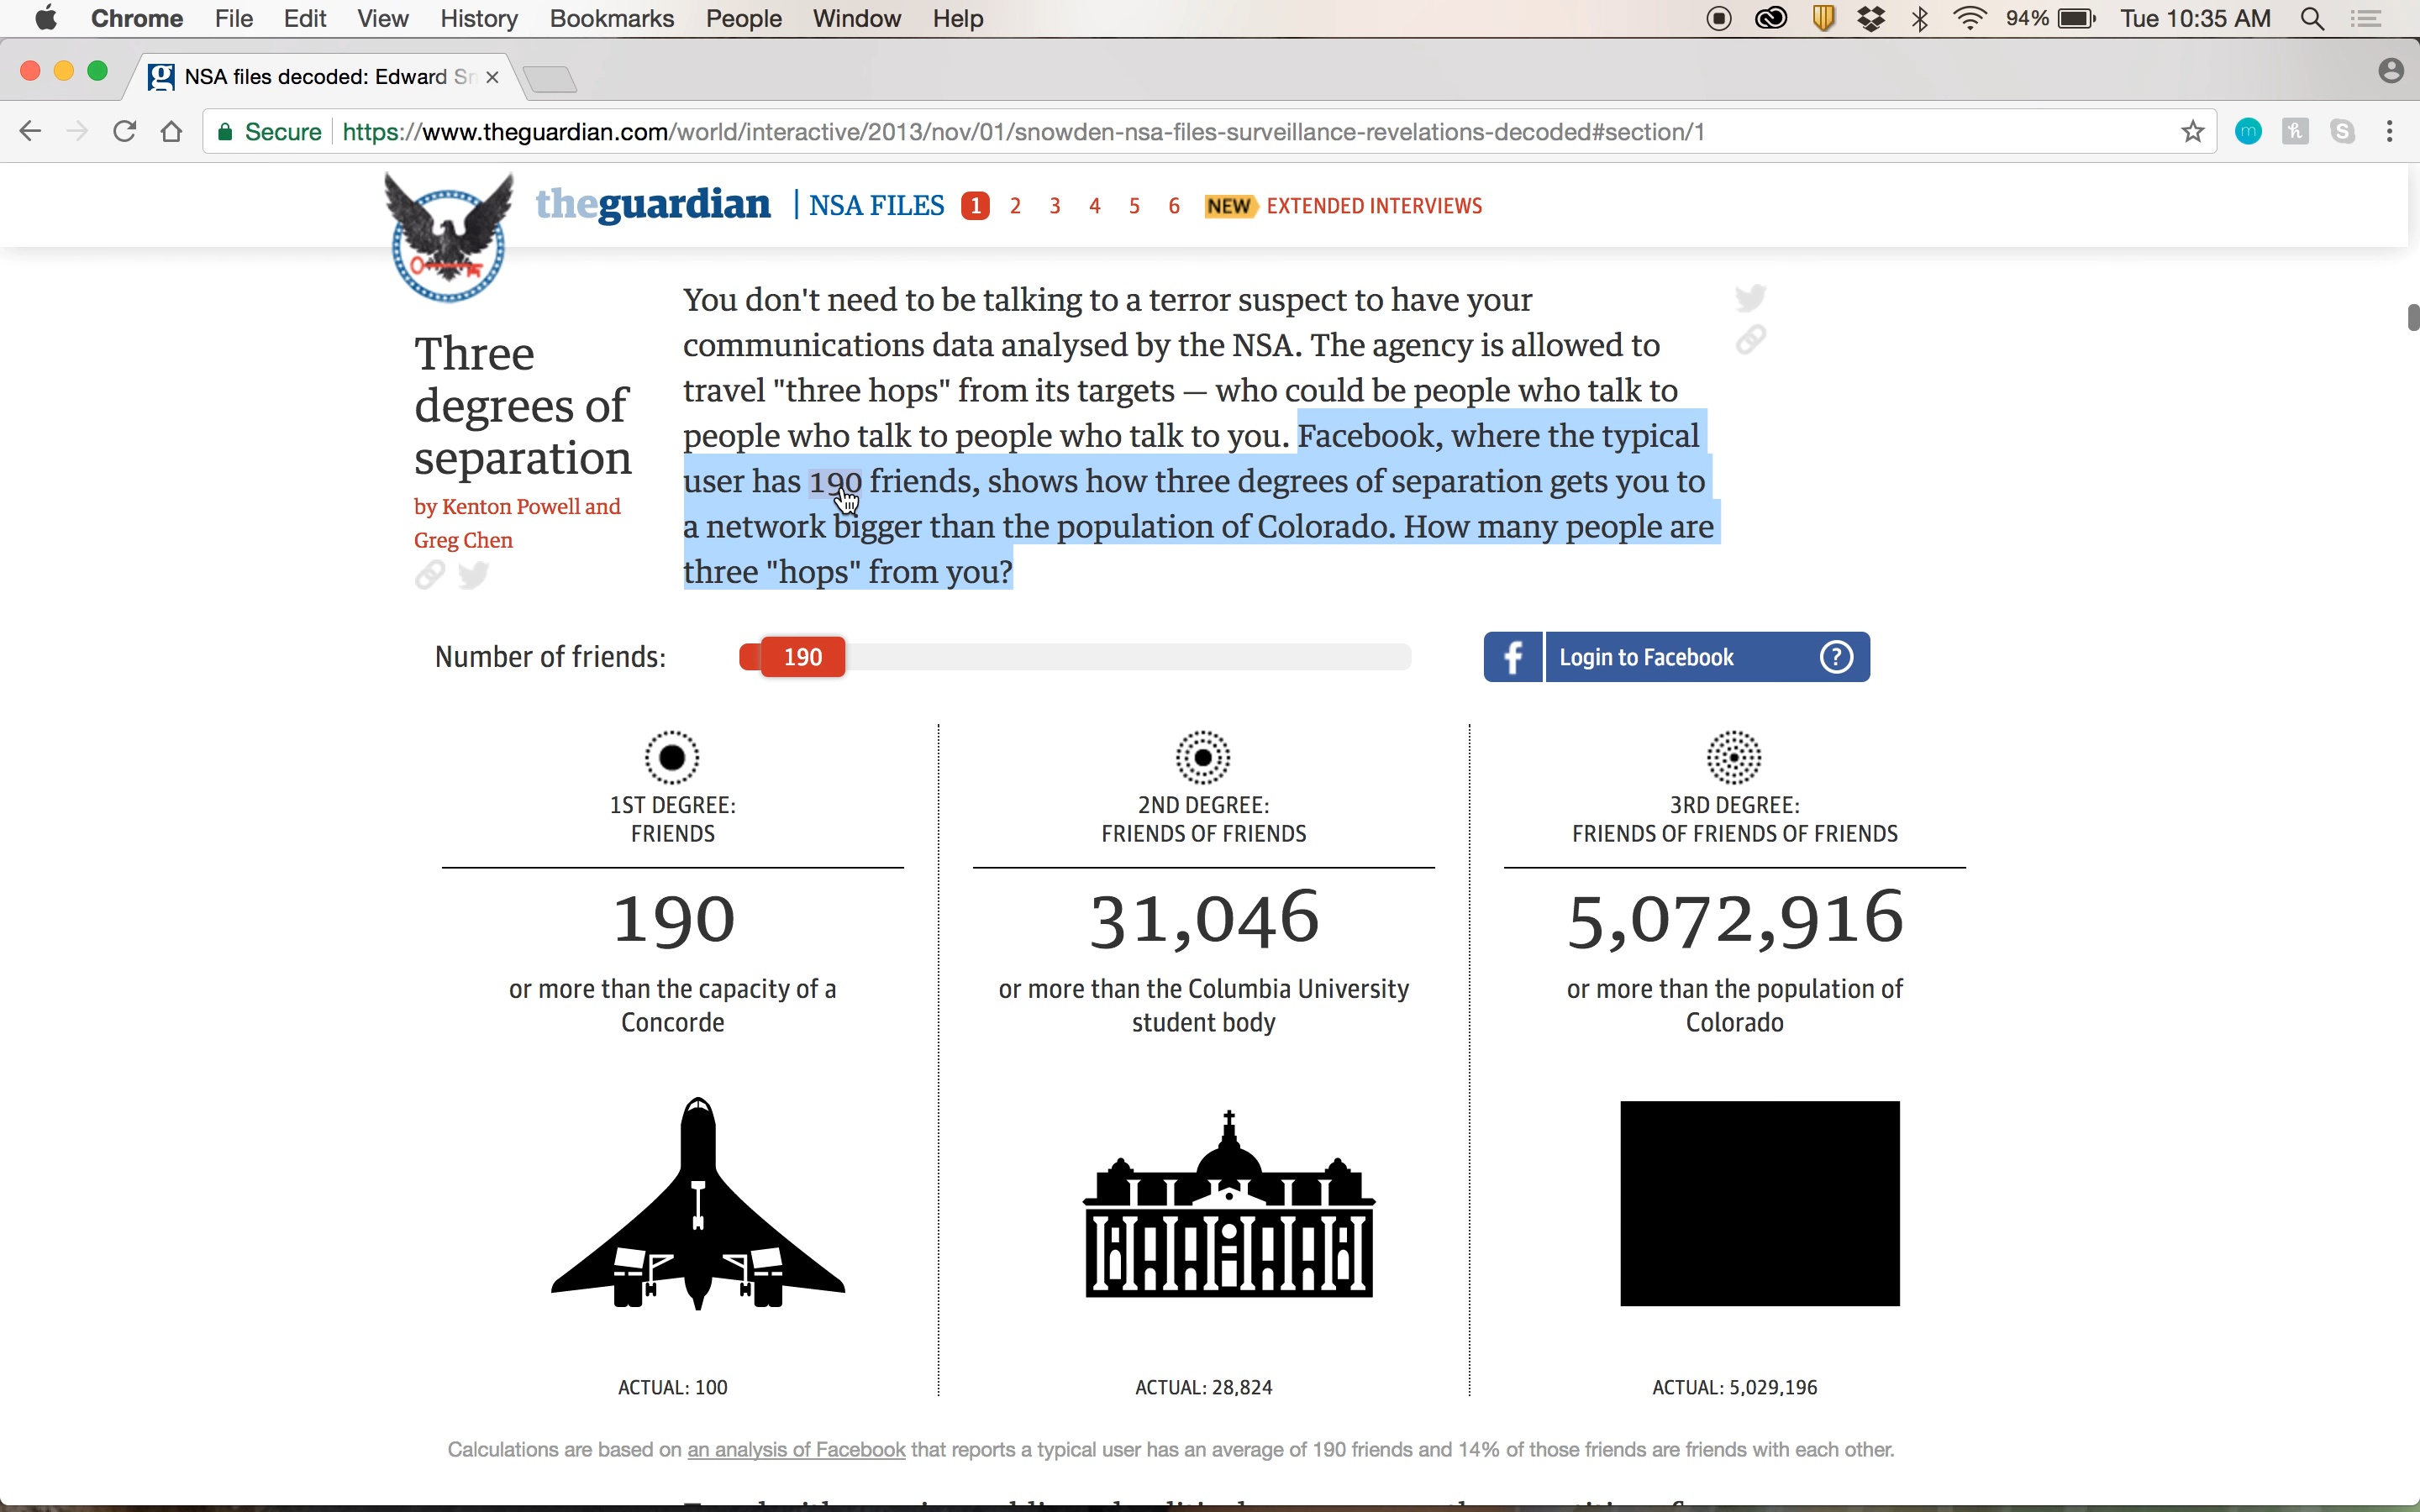 Chrome File Edit View History Bookmarks People Window Help 94% Tue 10:35 AM
NSA files decoded: Edward Sn
Secure https://www.theguardian.com/world/interactive/2013/nov/01/snowden-nsa-files-surveillance-revelations-decoded#section/1
theguardian | NSA FILES 1 2 3 4 5 6 NEW EXTENDED INTERVIEWS
Three
degrees of
separation
by Kenton Powell and
Greg Chen
You don't need to be talking to a terror suspect to have your
communications data analysed by the NSA. The agency is allowed to
travel "three hops" from its targets — who could be people who talk to
people who talk to people who talk to you. Facebook, where the typical
user has 190 friends, shows how three degrees of separation gets you to
a network bigger than the population of Colorado. How many people are
three "hops" from you?
Number of friends: 190
f Login to Facebook ?
1ST DEGREE:
FRIENDS
190
or more than the capacity of a
Concorde
ACTUAL: 100
2ND DEGREE:
FRIENDS OF FRIENDS
31,046
or more than the Columbia University
student body
ACTUAL: 28,824
3RD DEGREE:
FRIENDS OF FRIENDS OF FRIENDS
5,072,916
or more than the population of
Colorado
ACTUAL: 5,029,196
Calculations are based on an analysis of Facebook that reports a typical user has an average of 190 friends and 14% of those friends are friends with each other.